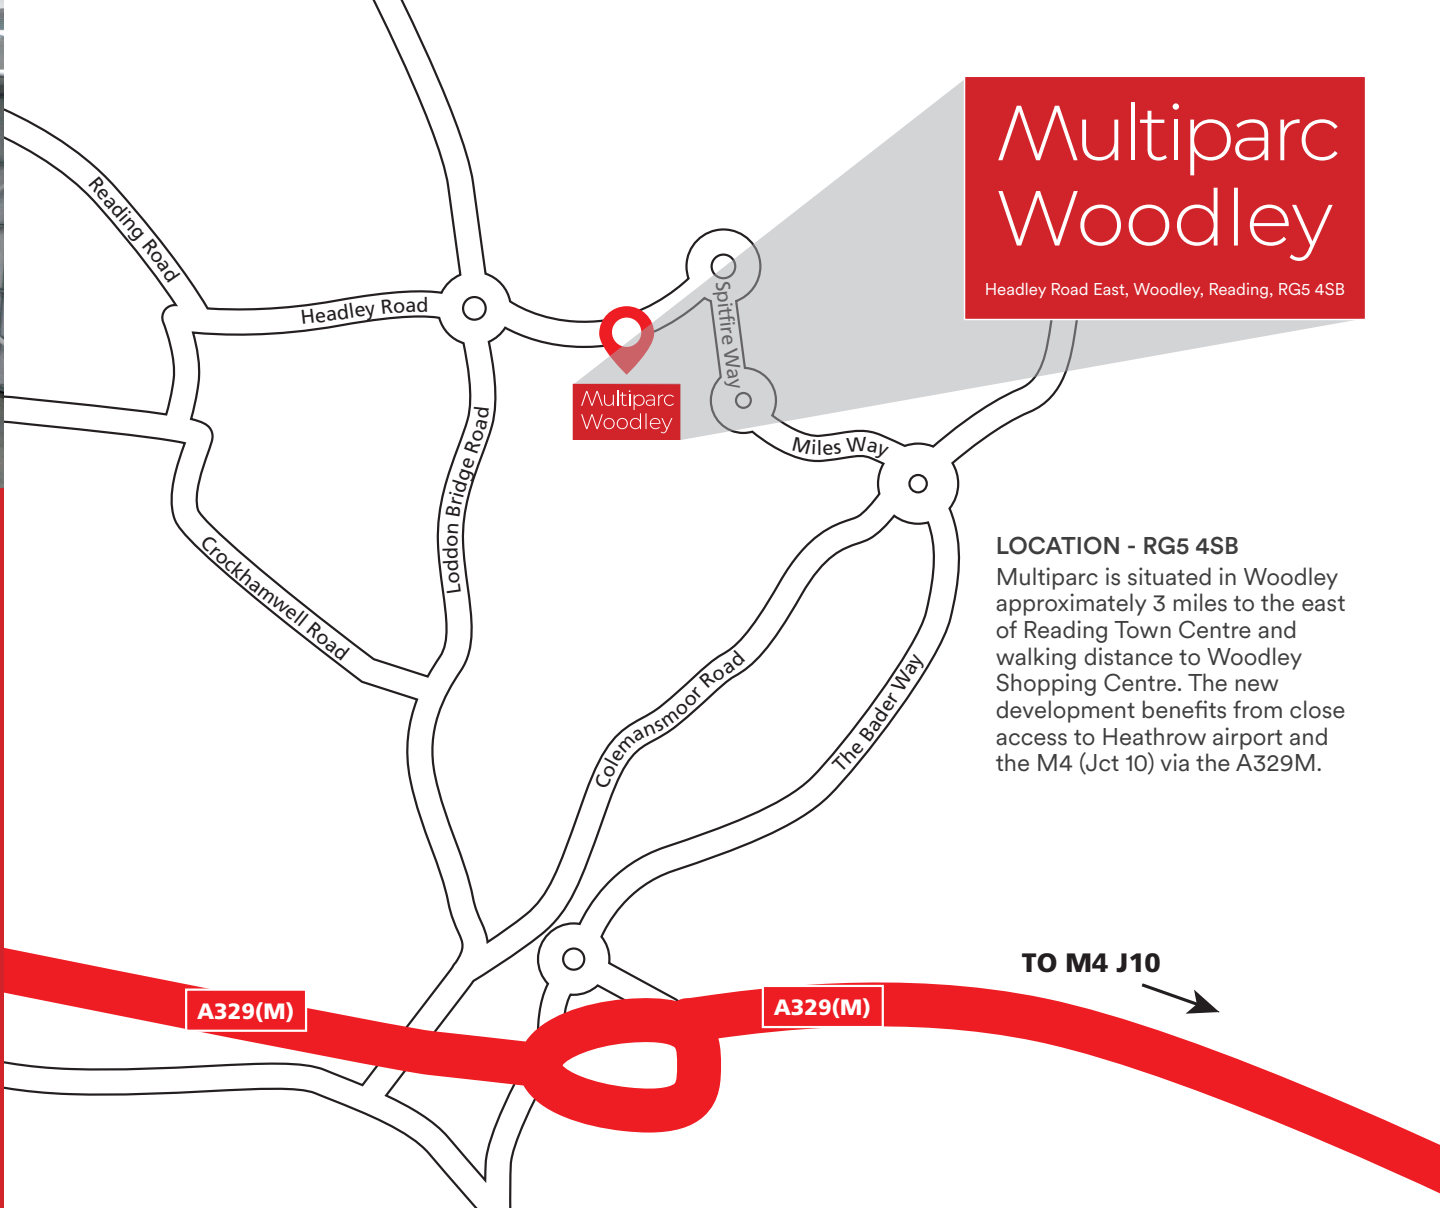 Multiparc
Woodley
Headley Road East, Woodley, Reading, RG5 4SB
Reading Road
Headley Road
Spitfire Way
Multiparc
Woodley
Miles Way
Loddon Bridge Road
Crockhamwell Road
Colemansmoor Road
The Bader Way
LOCATION - RG5 4SB
Multiparc is situated in Woodley
approximately 3 miles to the east
of Reading Town Centre and
walking distance to Woodley
Shopping Centre. The new
development benefits from close
access to Heathrow airport and
the M4 (Jct 10) via the A329M.
TO M4 J10
A329(M)
A329(M)